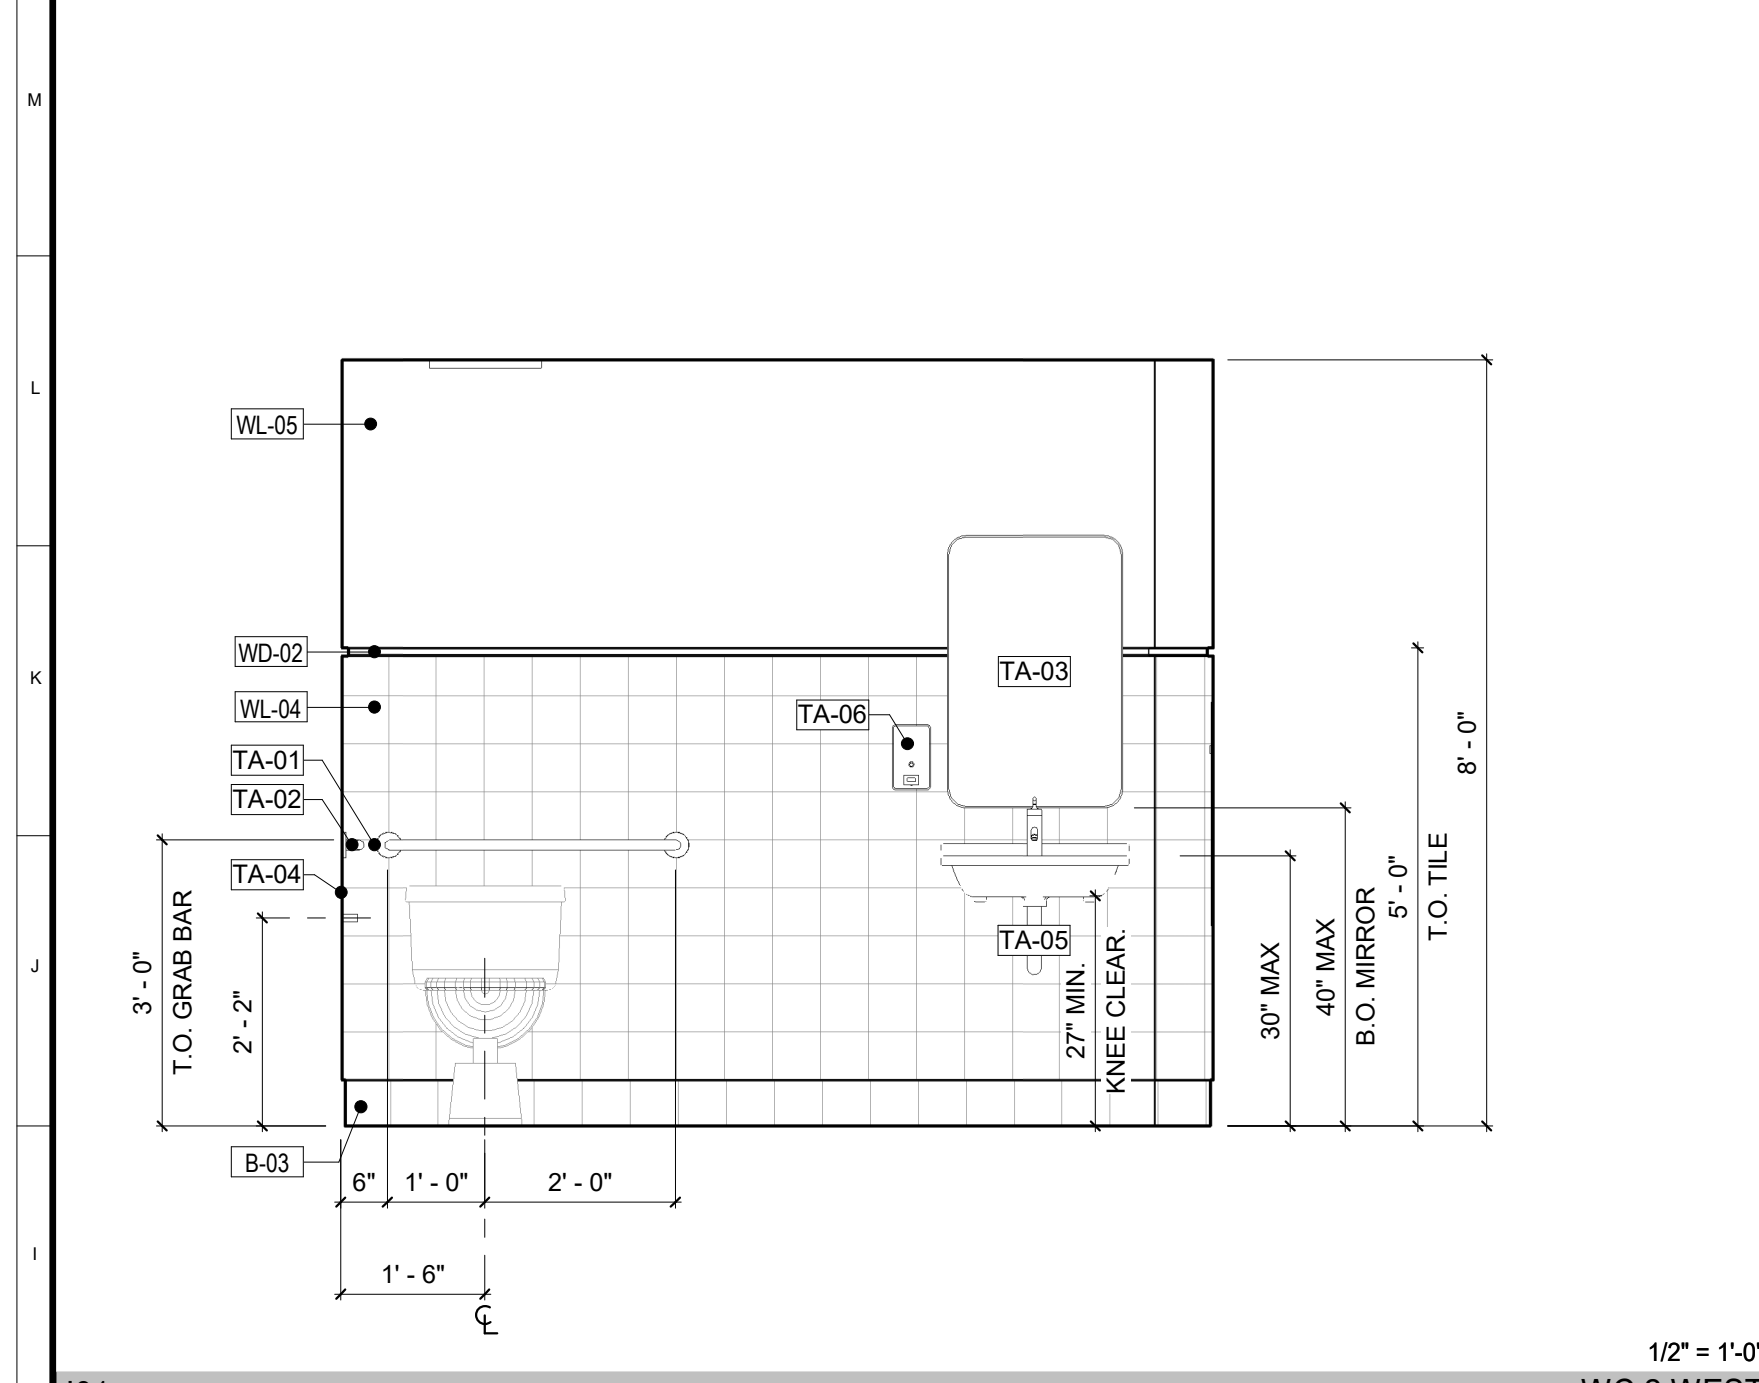 M
L
K
J
I
WL-05
WD-02
WL-04
TA-01
TA-02
TA-04
B-03
TA-06
TA-03
TA-05
3' - 0"
T.O. GRAB BAR
2' - 2"
27" MIN.
KNEE CLEAR.
30" MAX
40" MAX
B.O. MIRROR
5' - 0"
T.O. TILE
8' - 0"
6"
1' - 0"
2' - 0"
1' - 6"
℄
1/2" = 1'-0"